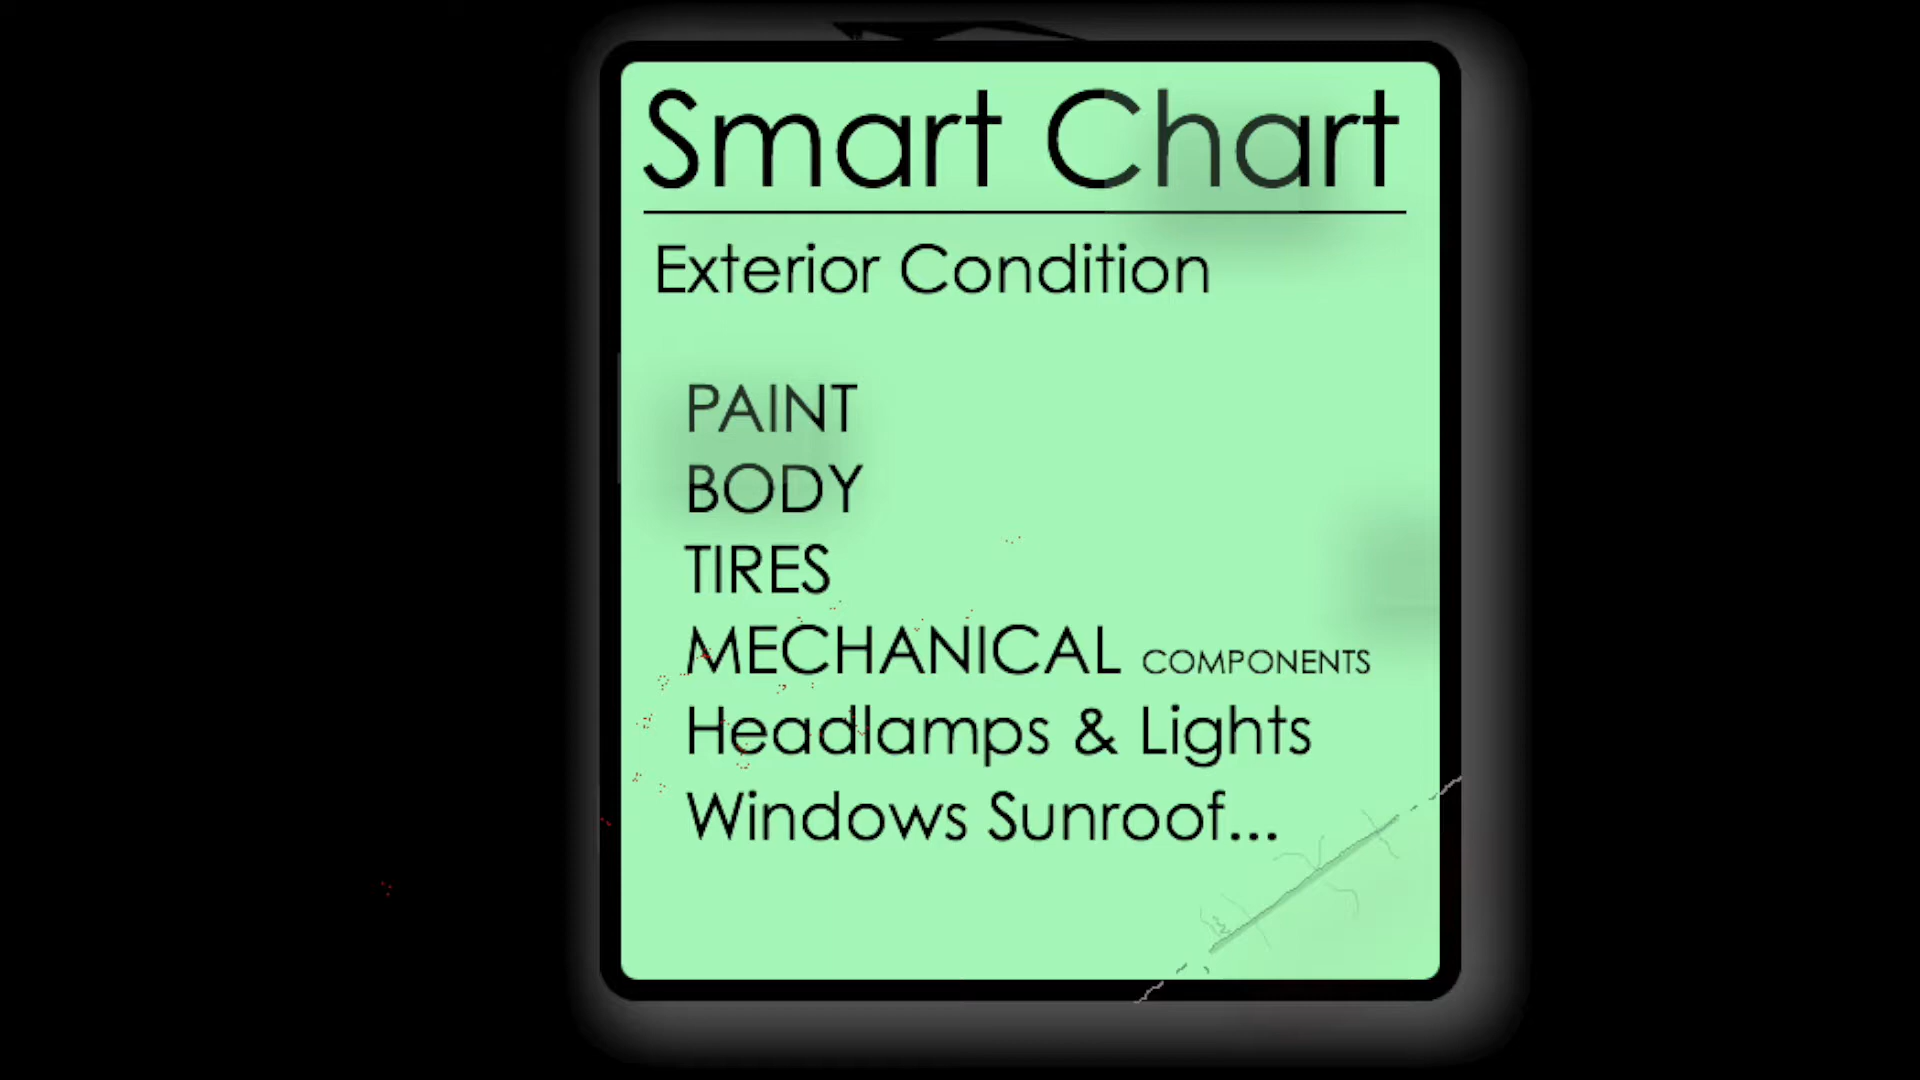 Smart Chart
Exterior Condition
PAINT
BODY
TIRES
MECHANICAL COMPONENTS
Headlamps & Lights
Windows Sunroof...